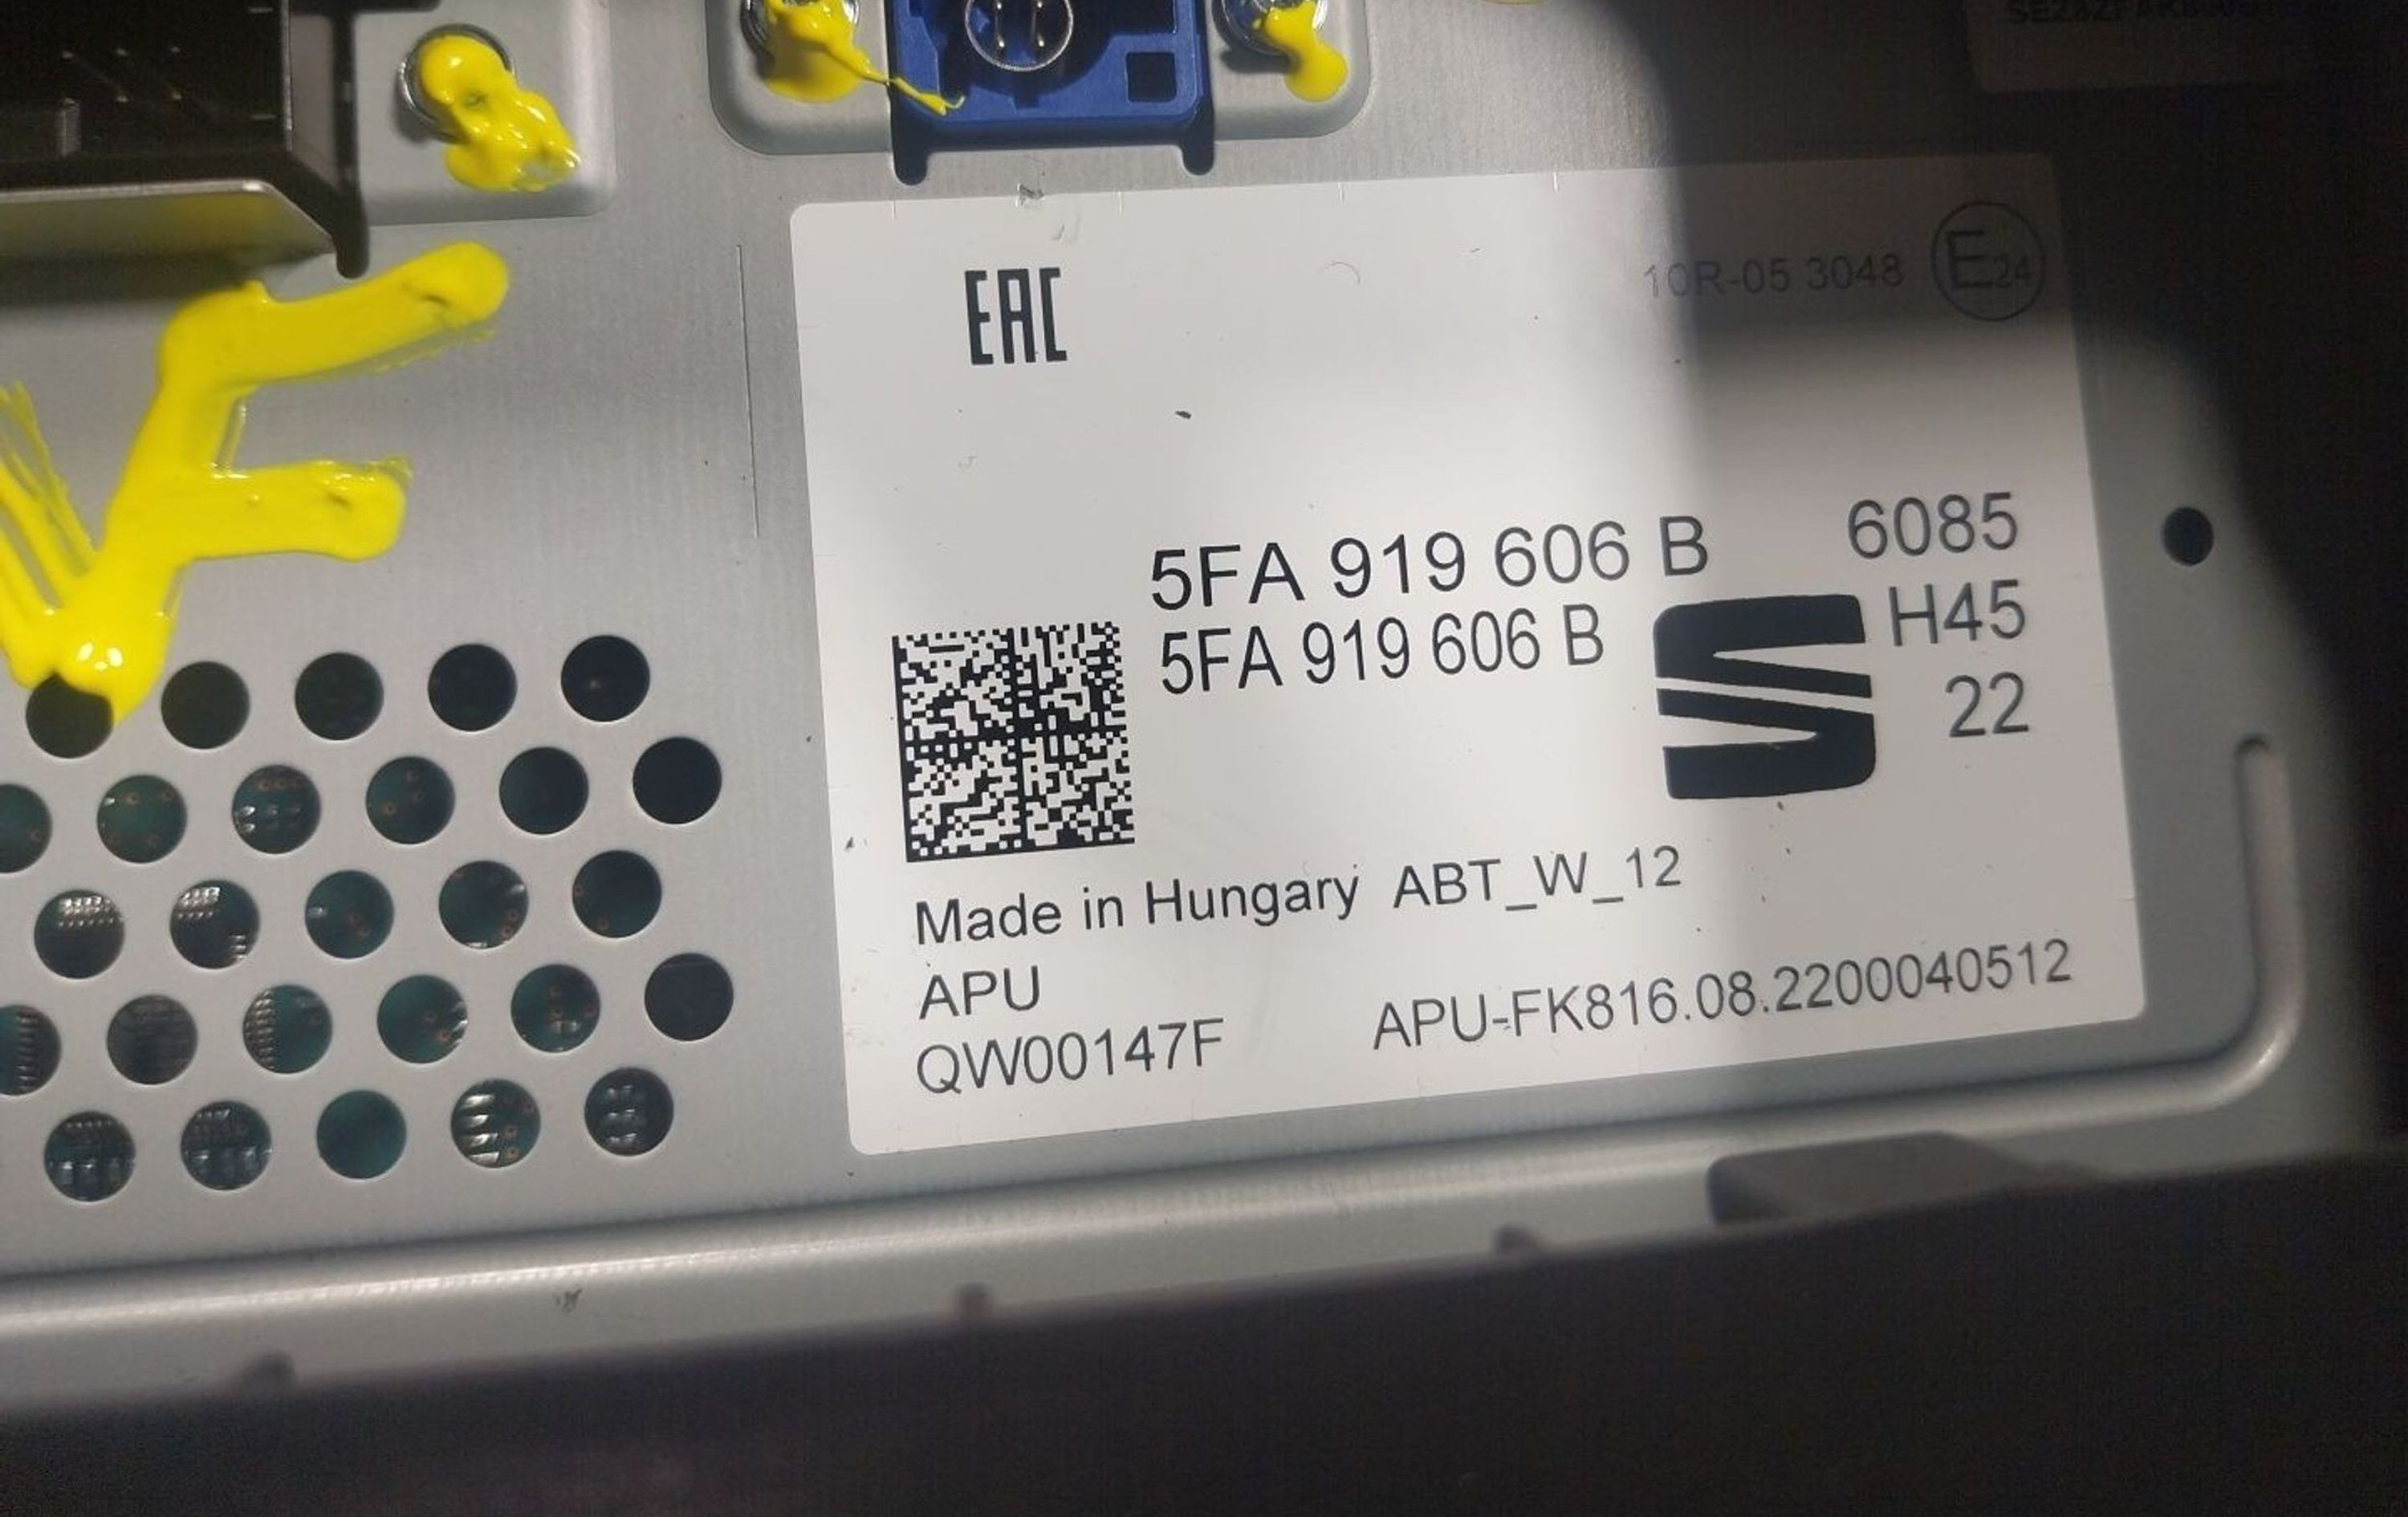 EAC
10R-05 3048 E24
5FA 919 606 B 6085
5FA 919 606 B H45
22
Made in Hungary ABT_W_12
APU
QW00147F APU-FK816.08.2200040512
VF